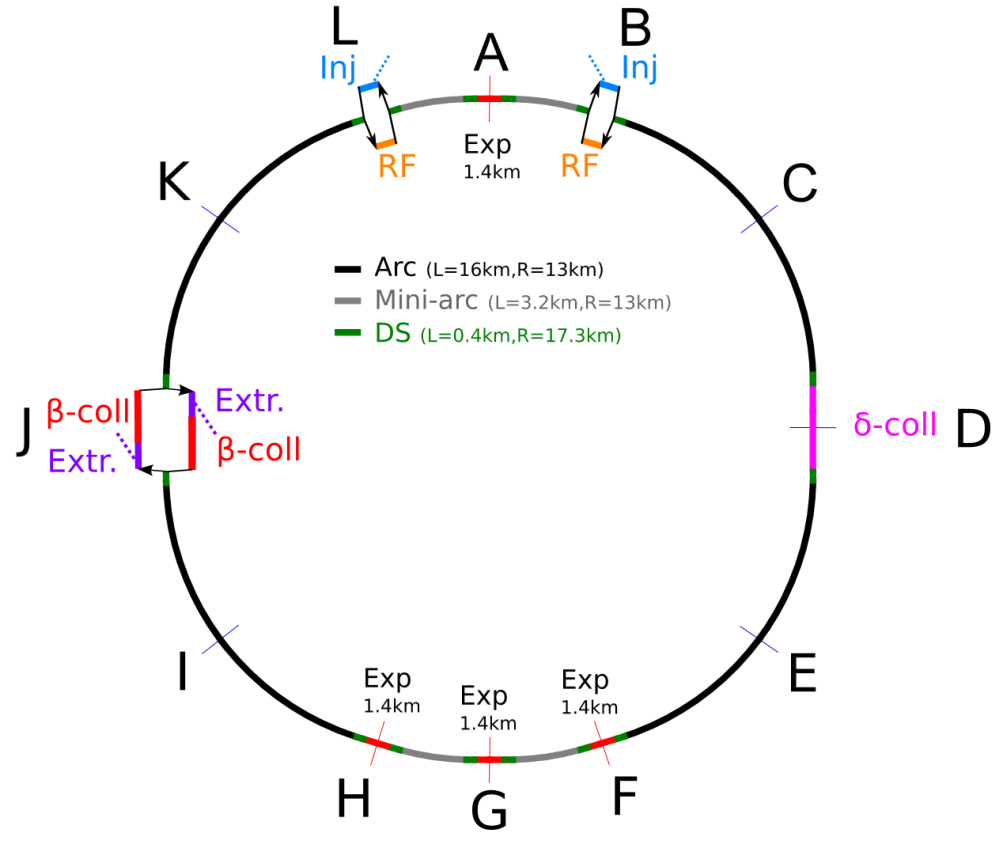 L
B
A
Inj
Inj
Exp
1.4km
RF
RF
K
C
Arc (L=16km,R=13km)
Mini-arc (L=3.2km,R=13km)
DS (L=0.4km,R=17.3km)
J
β-coll
Extr.
Extr.
β-coll
δ-coll
D
I
E
Exp
1.4km
Exp
1.4km
Exp
1.4km
H
G
F